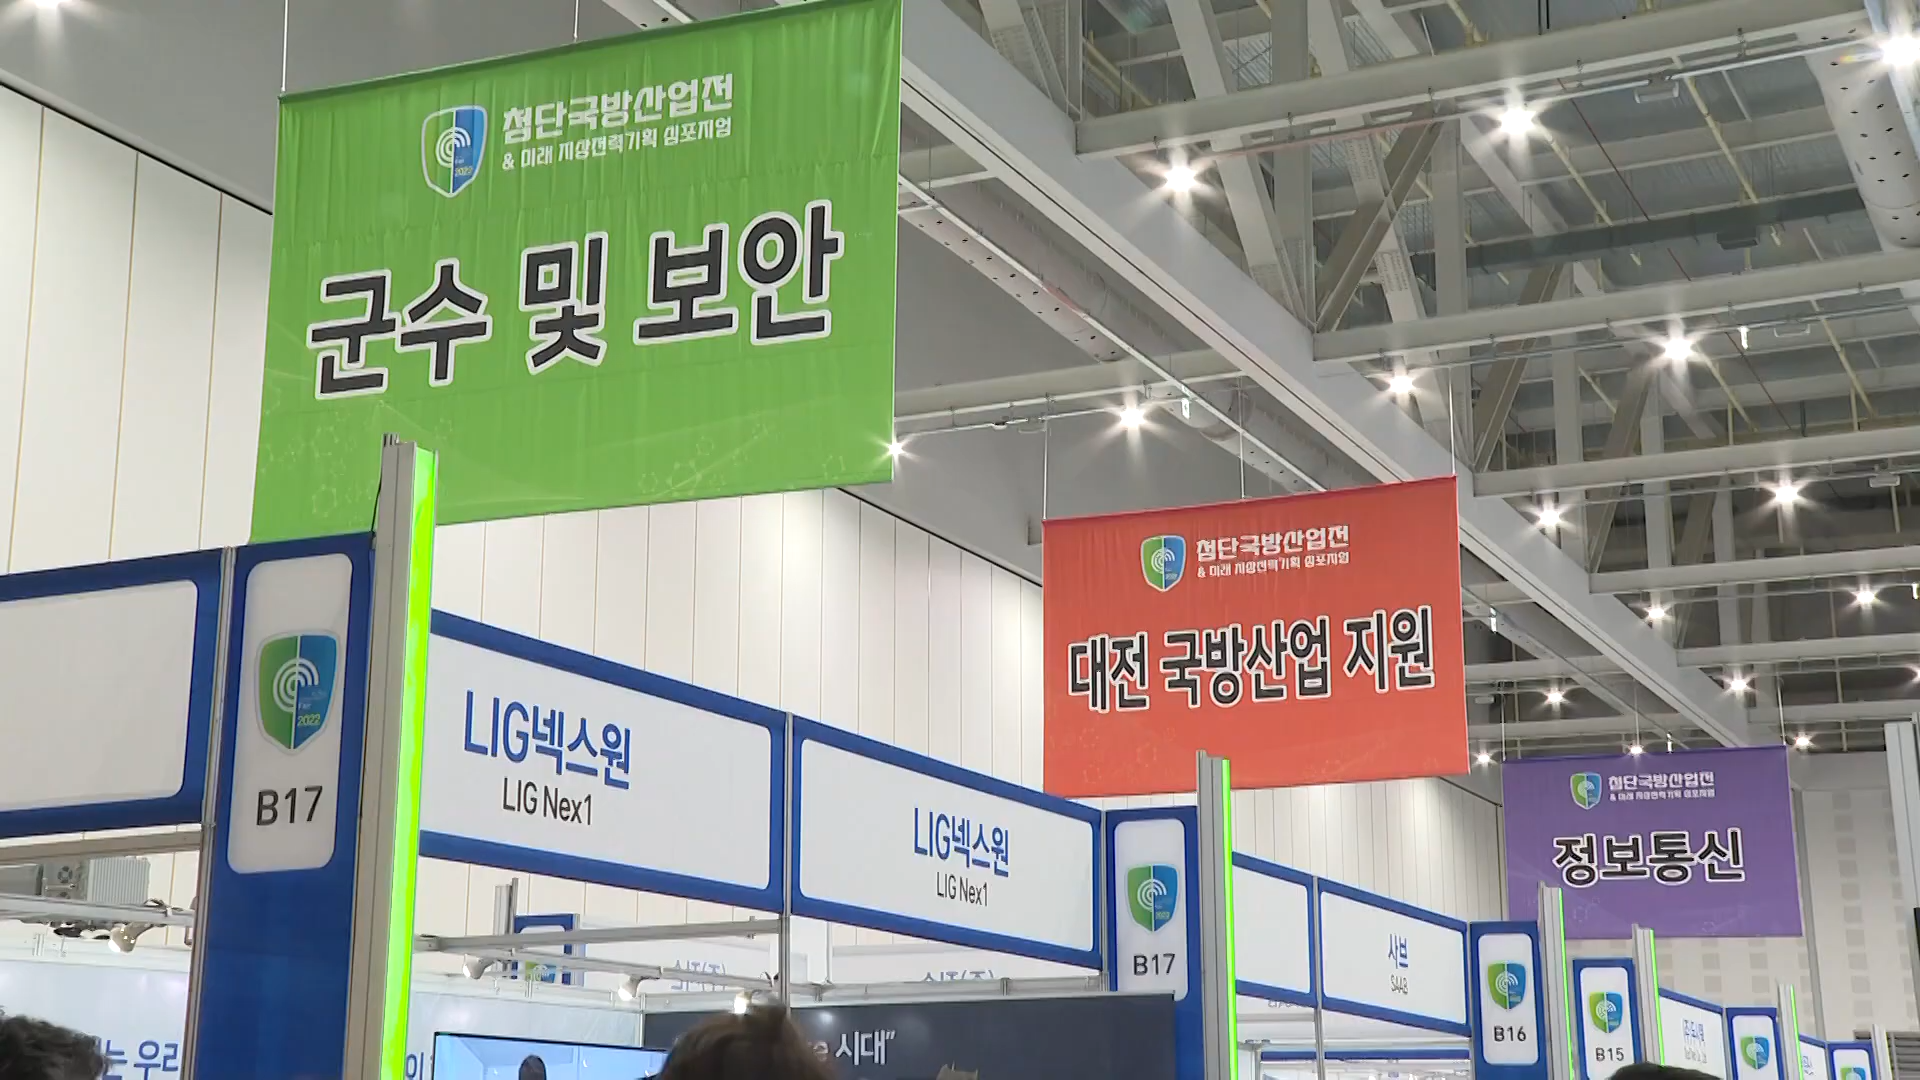 첨단국방산업전
& 미래 지상전력기획 심포지엄
2022
군수 및 보안
첨단국방산업전
& 미래 지상전력기획 심포지엄
대전 국방산업 지원
첨단국방산업전
& 미래 지상전력기획 심포지엄
정보통신
2022
B17
LIG넥스원
LIG Nex1
LIG넥스원
LIG Nex1
2022
B17
사브
SAAB
B16
B15
시대”